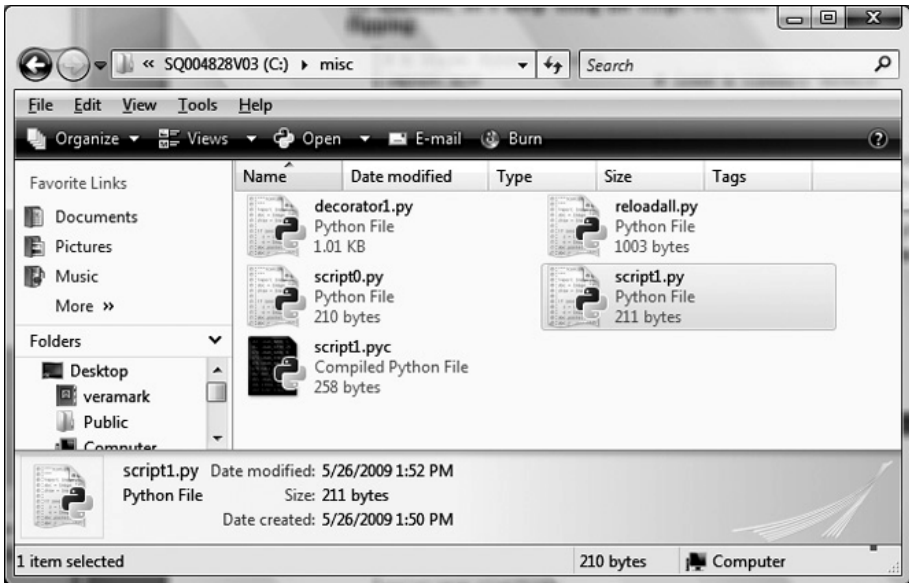 flipping
« SQ004828V03 (C:) ▸ misc
Search
File Edit View Tools Help
Organize Views Open E-mail Burn
Favorite Links
Documents
Pictures
Music
More »
Folders
Desktop
veramark
Public
Computer
Name Date modified Type Size Tags
decorator1.py
Python File
1.01 KB
reloadall.py
Python File
1003 bytes
script0.py
Python File
210 bytes
script1.py
Python File
211 bytes
script1.pyc
Compiled Python File
258 bytes
script1.py Date modified: 5/26/2009 1:52 PM
Python File Size: 211 bytes
Date created: 5/26/2009 1:50 PM
1 item selected 210 bytes Computer